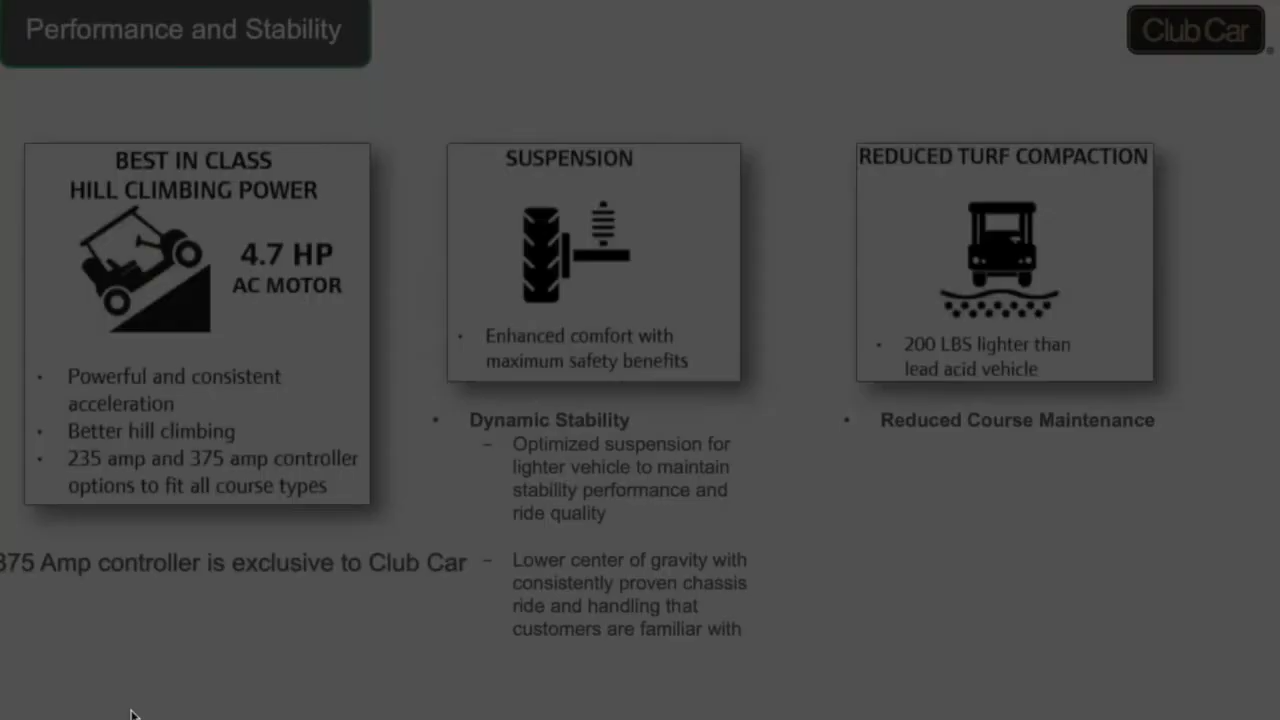 Performance and Stability
Club Car
BEST IN CLASS
HILL CLIMBING POWER
4.7 HP
AC MOTOR
• Powerful and consistent
acceleration
• Better hill climbing
• 235 amp and 375 amp controller
options to fit all course types
375 Amp controller is exclusive to Club Car
SUSPENSION
• Enhanced comfort with
maximum safety benefits
• Dynamic Stability
– Optimized suspension for
lighter vehicle to maintain
stability performance and
ride quality
– Lower center of gravity with
consistently proven chassis
ride and handling that
customers are familiar with
REDUCED TURF COMPACTION
• 200 LBS lighter than
lead acid vehicle
• Reduced Course Maintenance